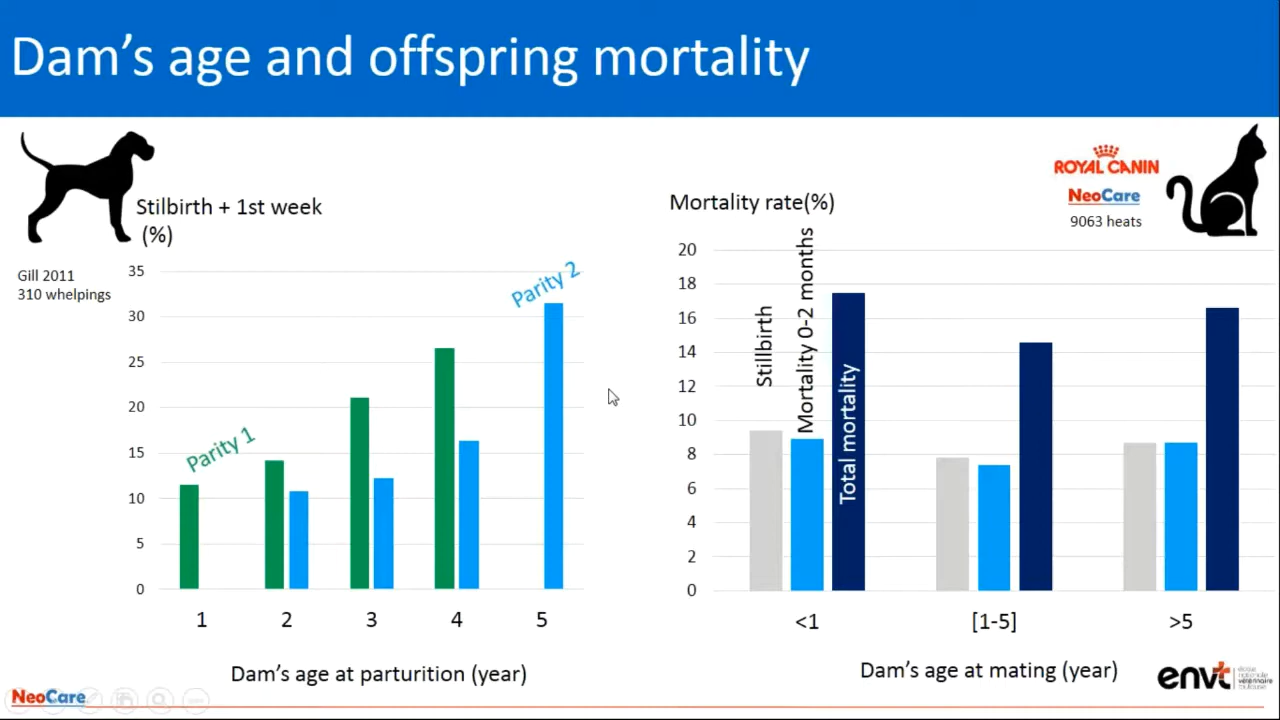 Dam's age and offspring mortality
Stilbirth + 1st week
(%)
Gill 2011
310 whelpings
35
30
25
20
15
10
5
0
Parity 1
Parity 2
1 2 3 4 5
Dam's age at parturition (year)
NeoCare
ROYAL CANIN
NeoCare
9063 heats
Mortality rate(%)
20
18
16
14
12
10
8
6
4
2
0
Stillbirth
Mortality 0-2 months
Total mortality
<1 [1-5] >5
Dam's age at mating (year)
envt
école
nationale
vétérinaire
toulouse